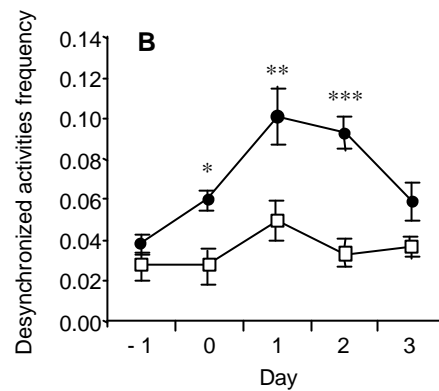 B
Desynchronized activities frequency
0.14
0.12
0.10
0.08
0.06
0.04
0.02
0.00
*
**
***
- 1 0 1 2 3
Day